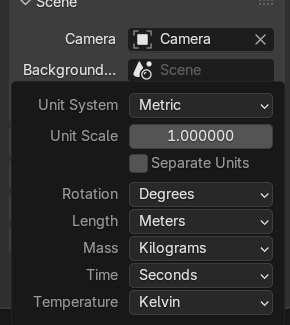 Scene
Camera Camera
Background... Scene
Unit System Metric
Unit Scale 1.000000
Separate Units
Rotation Degrees
Length Meters
Mass Kilograms
Time Seconds
Temperature Kelvin